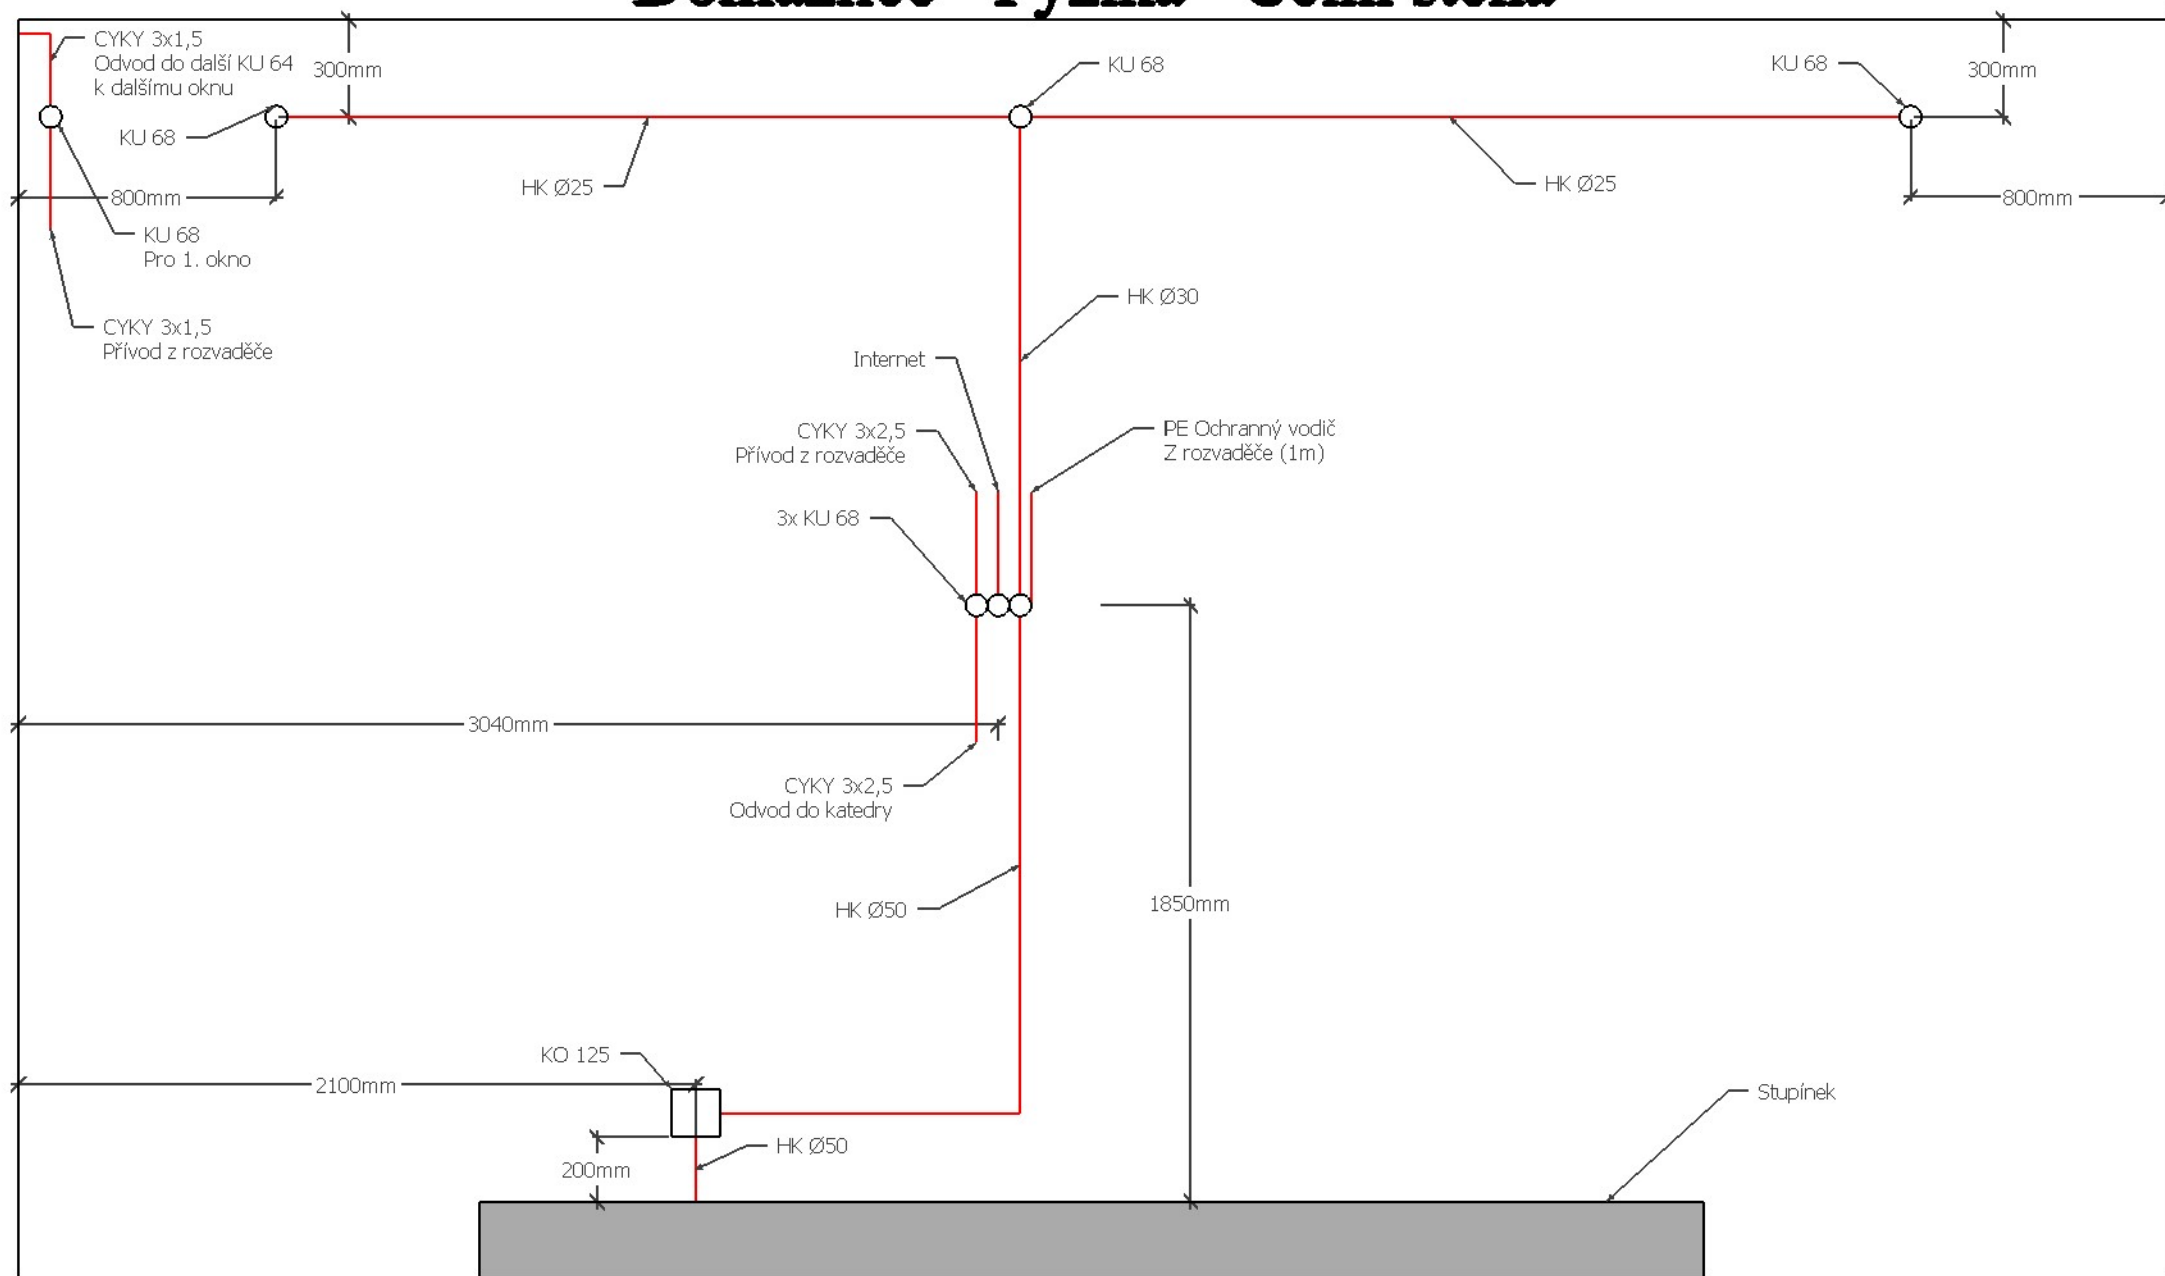 CYKY 3x1,5
Odvod do další KU 64
k dalšímu oknu
300mm
KU 68
KU 68
300mm
KU 68
HK Ø25
HK Ø25
800mm
800mm
KU 68
Pro 1. okno
HK Ø30
CYKY 3x1,5
Přívod z rozvaděče
Internet
CYKY 3x2,5
Přívod z rozvaděče
PE Ochranný vodič
Z rozvaděče (1m)
3x KU 68
3040mm
CYKY 3x2,5
Odvod do katedry
HK Ø50
1850mm
KO 125
2100mm
Stupínek
HK Ø50
200mm